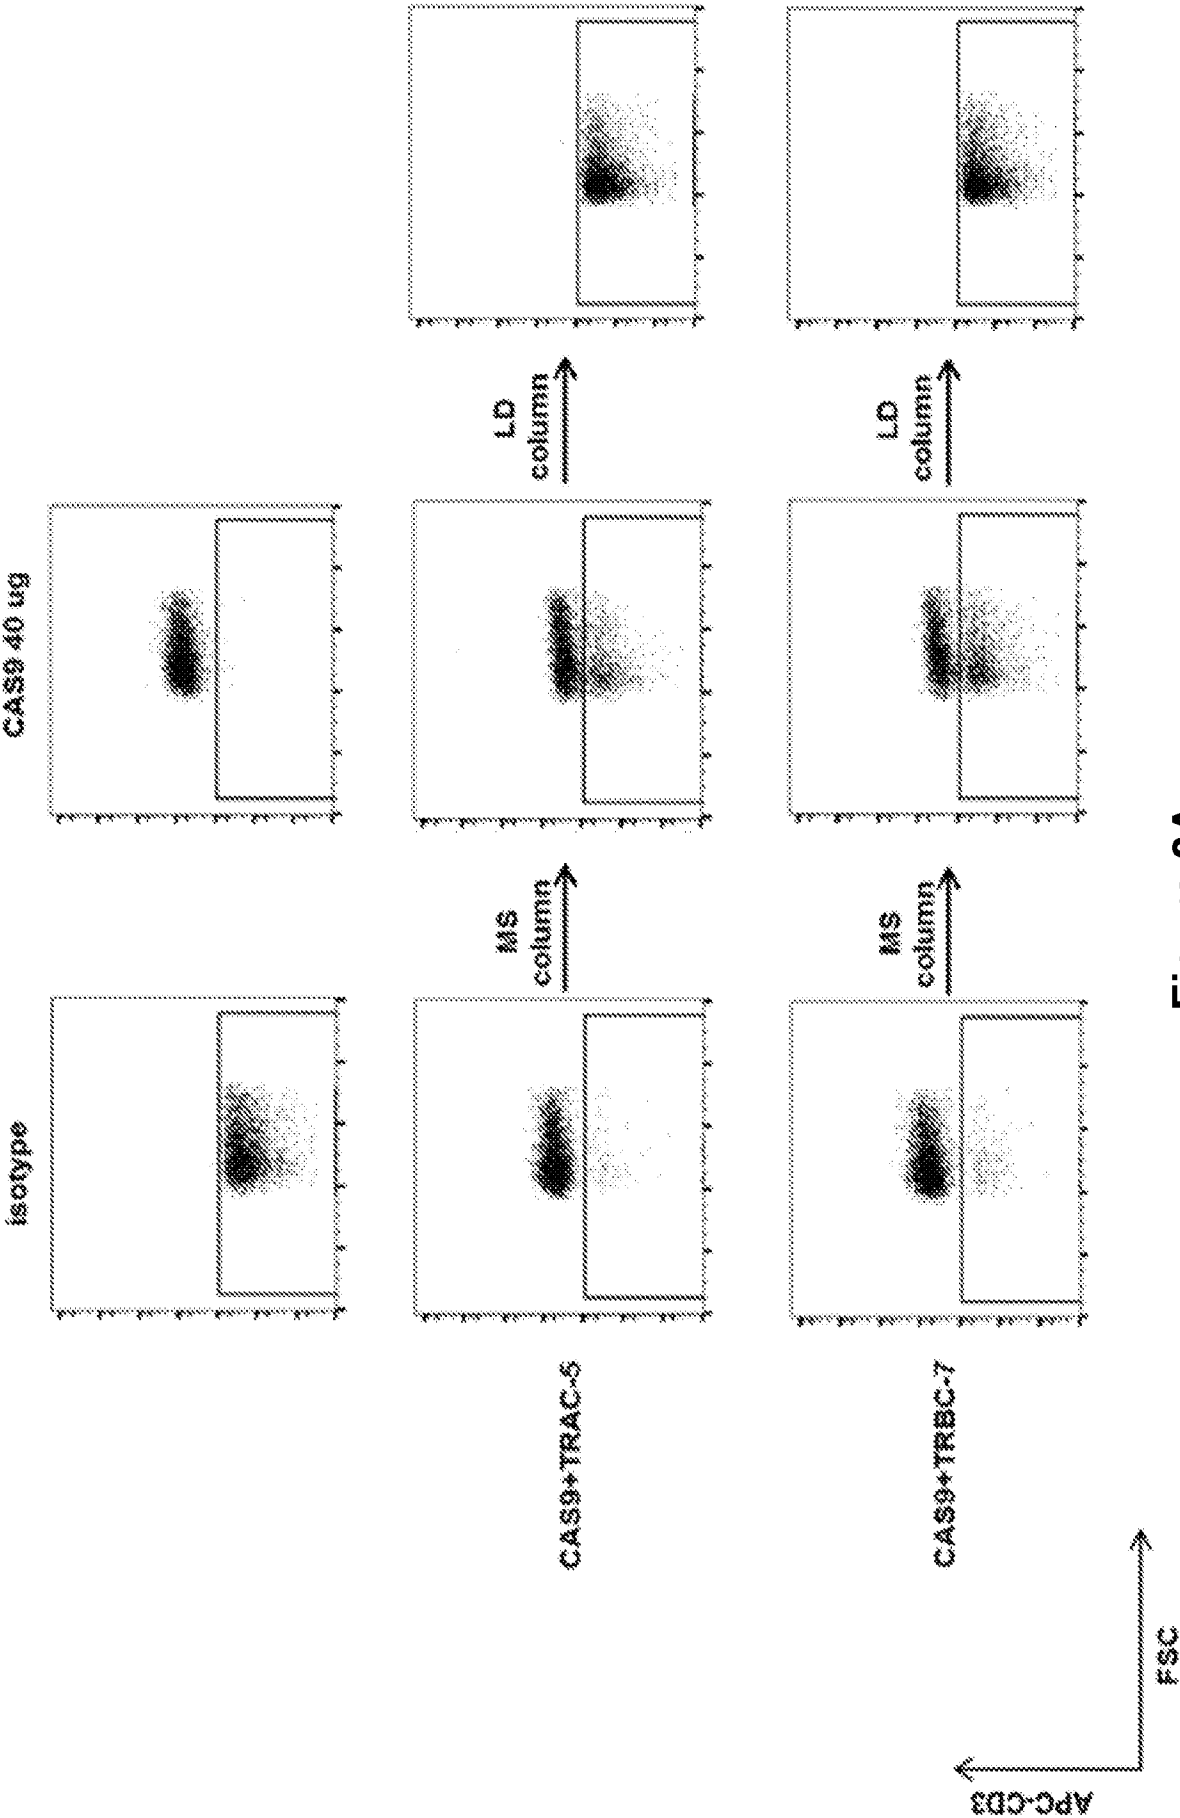 isotype
CAS9 40 ug
CAS9+TRAC-5
MS
column
LD
column
CAS9+TRBC-7
MS
column
LD
column
APC-CD3
FSC